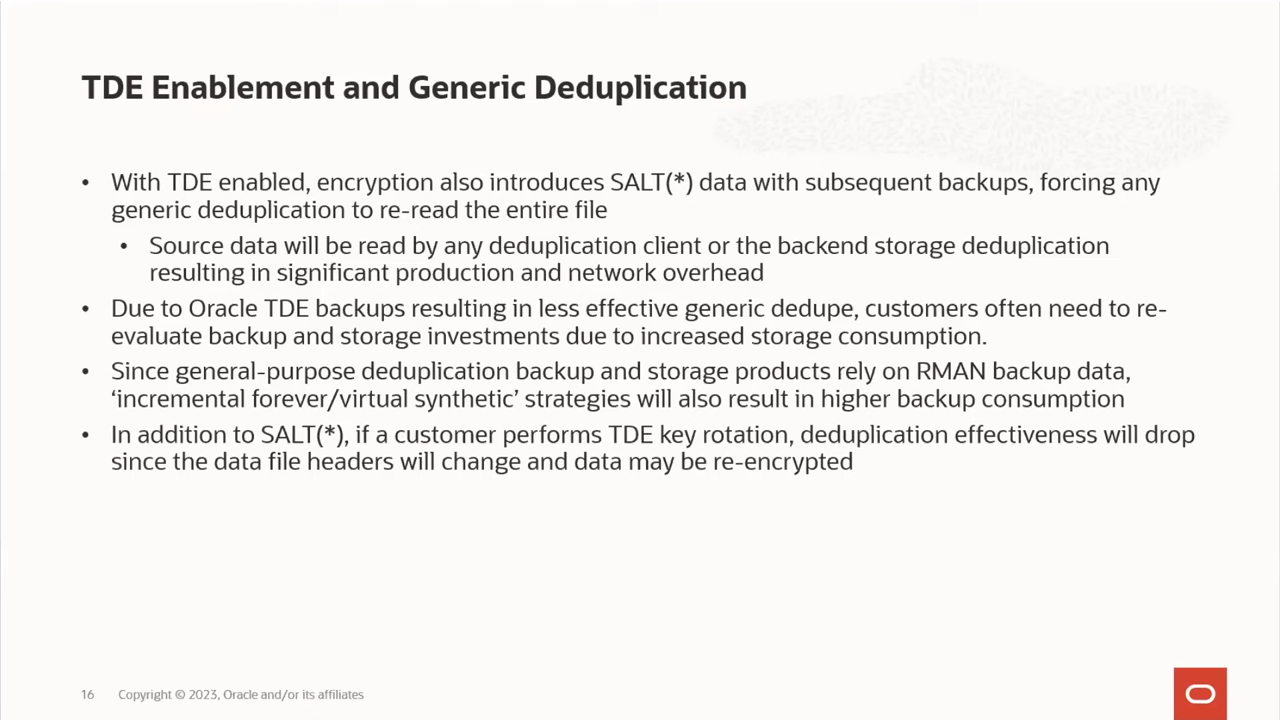 TDE Enablement and Generic Deduplication
• With TDE enabled, encryption also introduces SALT(*) data with subsequent backups, forcing any
generic deduplication to re-read the entire file
• Source data will be read by any deduplication client or the backend storage deduplication
resulting in significant production and network overhead
• Due to Oracle TDE backups resulting in less effective generic dedupe, customers often need to re-
evaluate backup and storage investments due to increased storage consumption.
• Since general-purpose deduplication backup and storage products rely on RMAN backup data,
‘incremental forever/virtual synthetic’ strategies will also result in higher backup consumption
• In addition to SALT(*), if a customer performs TDE key rotation, deduplication effectiveness will drop
since the data file headers will change and data may be re-encrypted
16 Copyright © 2023, Oracle and/or its affiliates